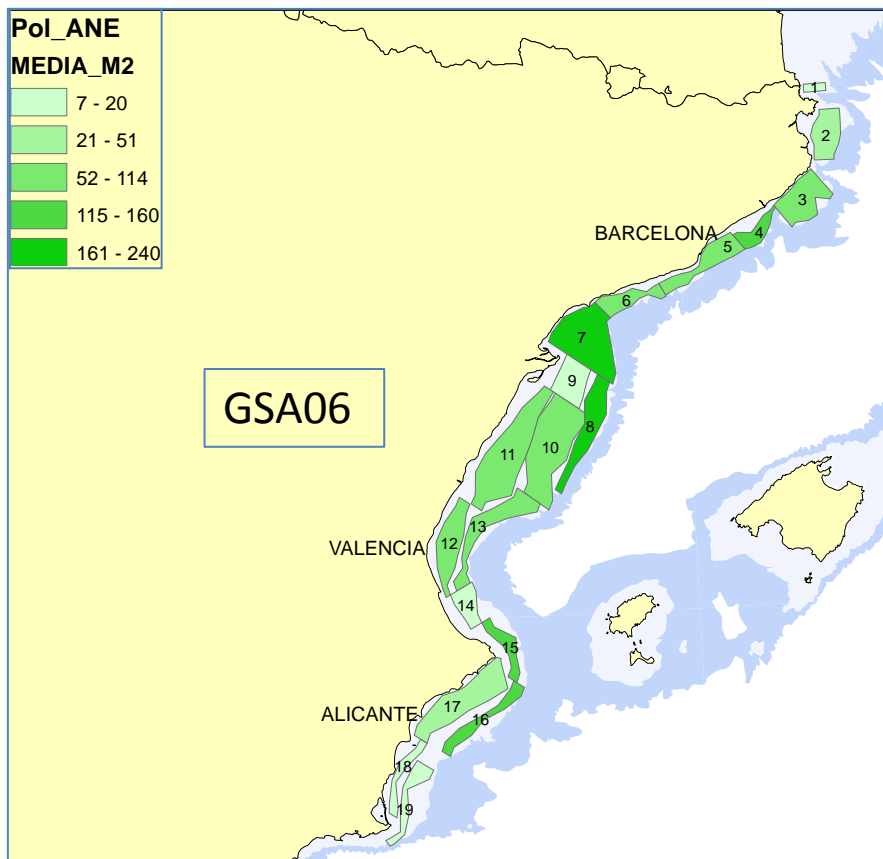 Pol_ANE
MEDIA_M2
7 - 20
21 - 51
52 - 114
115 - 160
161 - 240
1
2
3
BARCELONA
4
5
6
7
9
GSA06
8
10
11
13
VALENCIA
12
14
15
17
ALICANTE
16
18
19